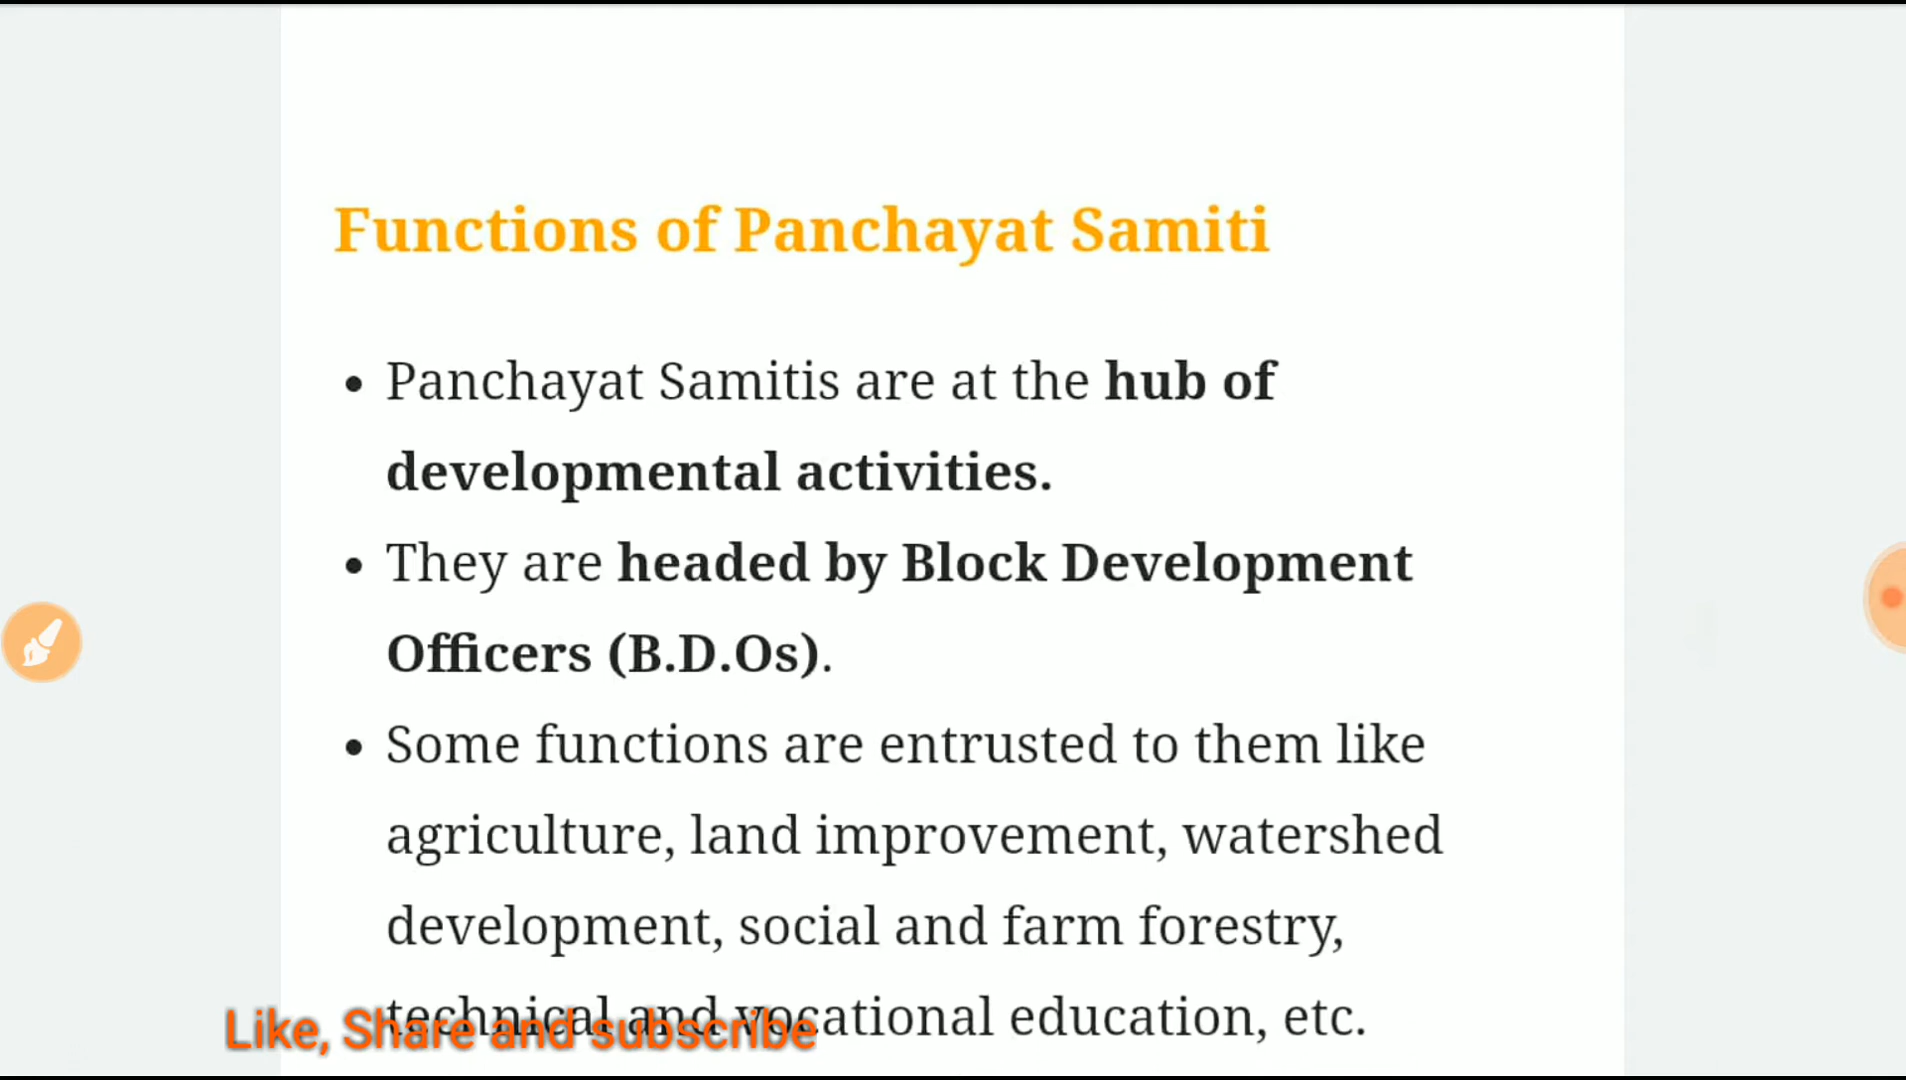 Functions of Panchayat Samiti
• Panchayat Samitis are at the hub of
developmental activities.
• They are headed by Block Development
Officers (B.D.Os).
• Some functions are entrusted to them like
agriculture, land improvement, watershed
development, social and farm forestry,
technical and vocational education, etc.
Like, Share and subscribe